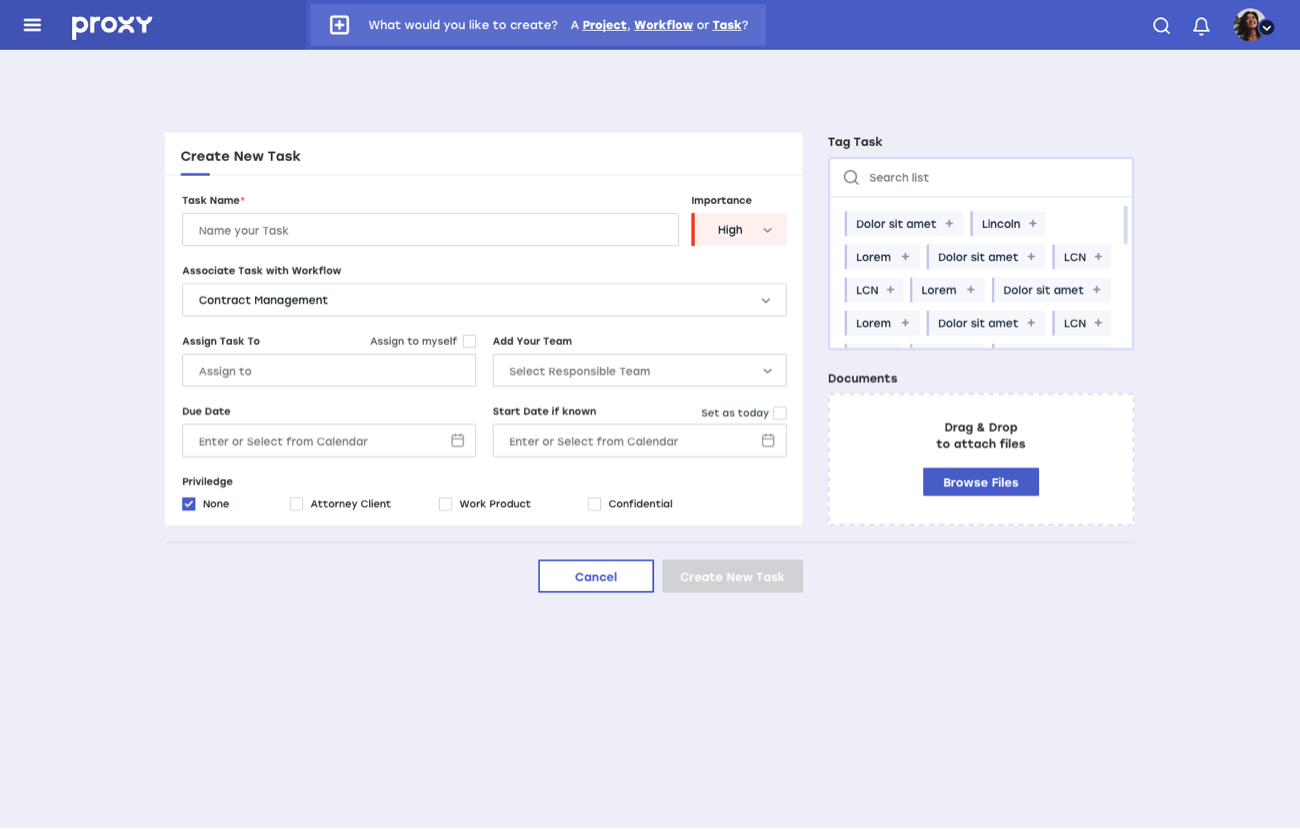 proxy
What would you like to create? A Project, Workflow or Task?
Create New Task
Task Name*
Importance
Name your Task
High
Associate Task with Workflow
Contract Management
Assign Task To
Assign to myself
Add Your Team
Assign to
Select Responsible Team
Due Date
Start Date if known
Set as today
Enter or Select from Calendar
Enter or Select from Calendar
Priviledge
None
Attorney Client
Work Product
Confidential
Tag Task
Search list
Dolor sit amet + Lincoln +
Lorem + Dolor sit amet + LCN +
LCN + Lorem + Dolor sit amet +
Lorem + Dolor sit amet + LCN +
Documents
Drag & Drop
to attach files
Browse Files
Cancel
Create New Task